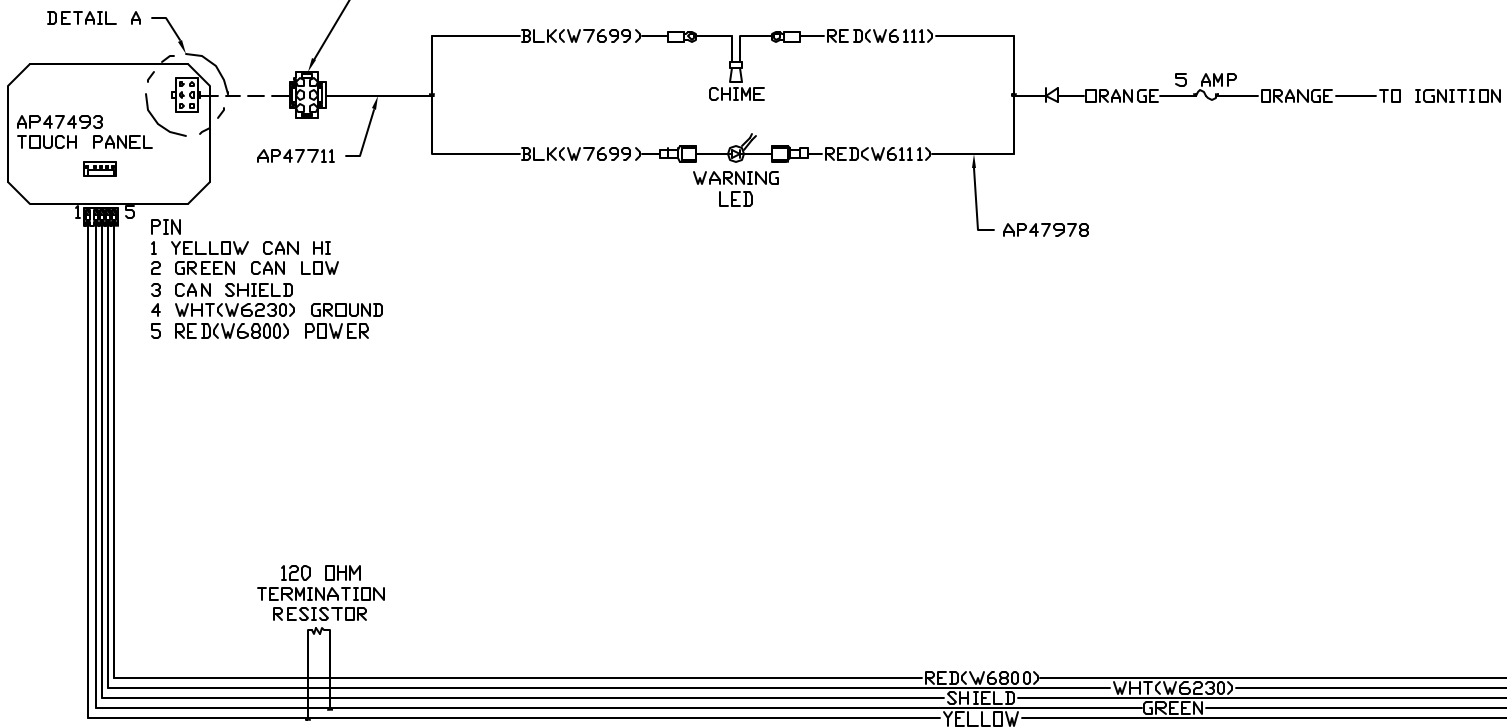 DETAIL A
BLK(W7699)
RED(W6111)
CHIME
5 AMP
ORANGE
ORANGE
TO IGNITION
AP47493
TOUCH PANEL
AP47711
BLK(W7699)
RED(W6111)
WARNING
LED
AP47978
1
5
PIN
1 YELLOW CAN HI
2 GREEN CAN LOW
3 CAN SHIELD
4 WHT(W6230) GROUND
5 RED(W6800) POWER
120 OHM
TERMINATION
RESISTOR
RED(W6800)
WHT(W6230)
SHIELD
GREEN
YELLOW